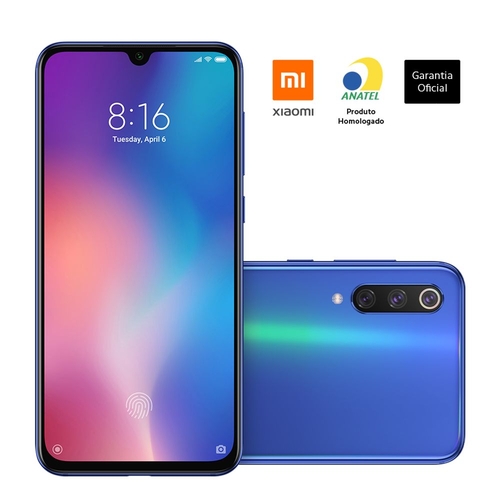 8:16
Tuesday, April 6
mi
xiaomi
ANATEL
Produto
Homologado
Garantia
Oficial